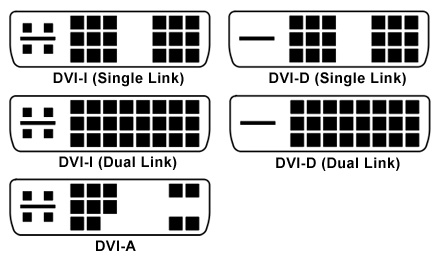 DVI-I (Single Link)
DVI-D (Single Link)
DVI-I (Dual Link)
DVI-D (Dual Link)
DVI-A